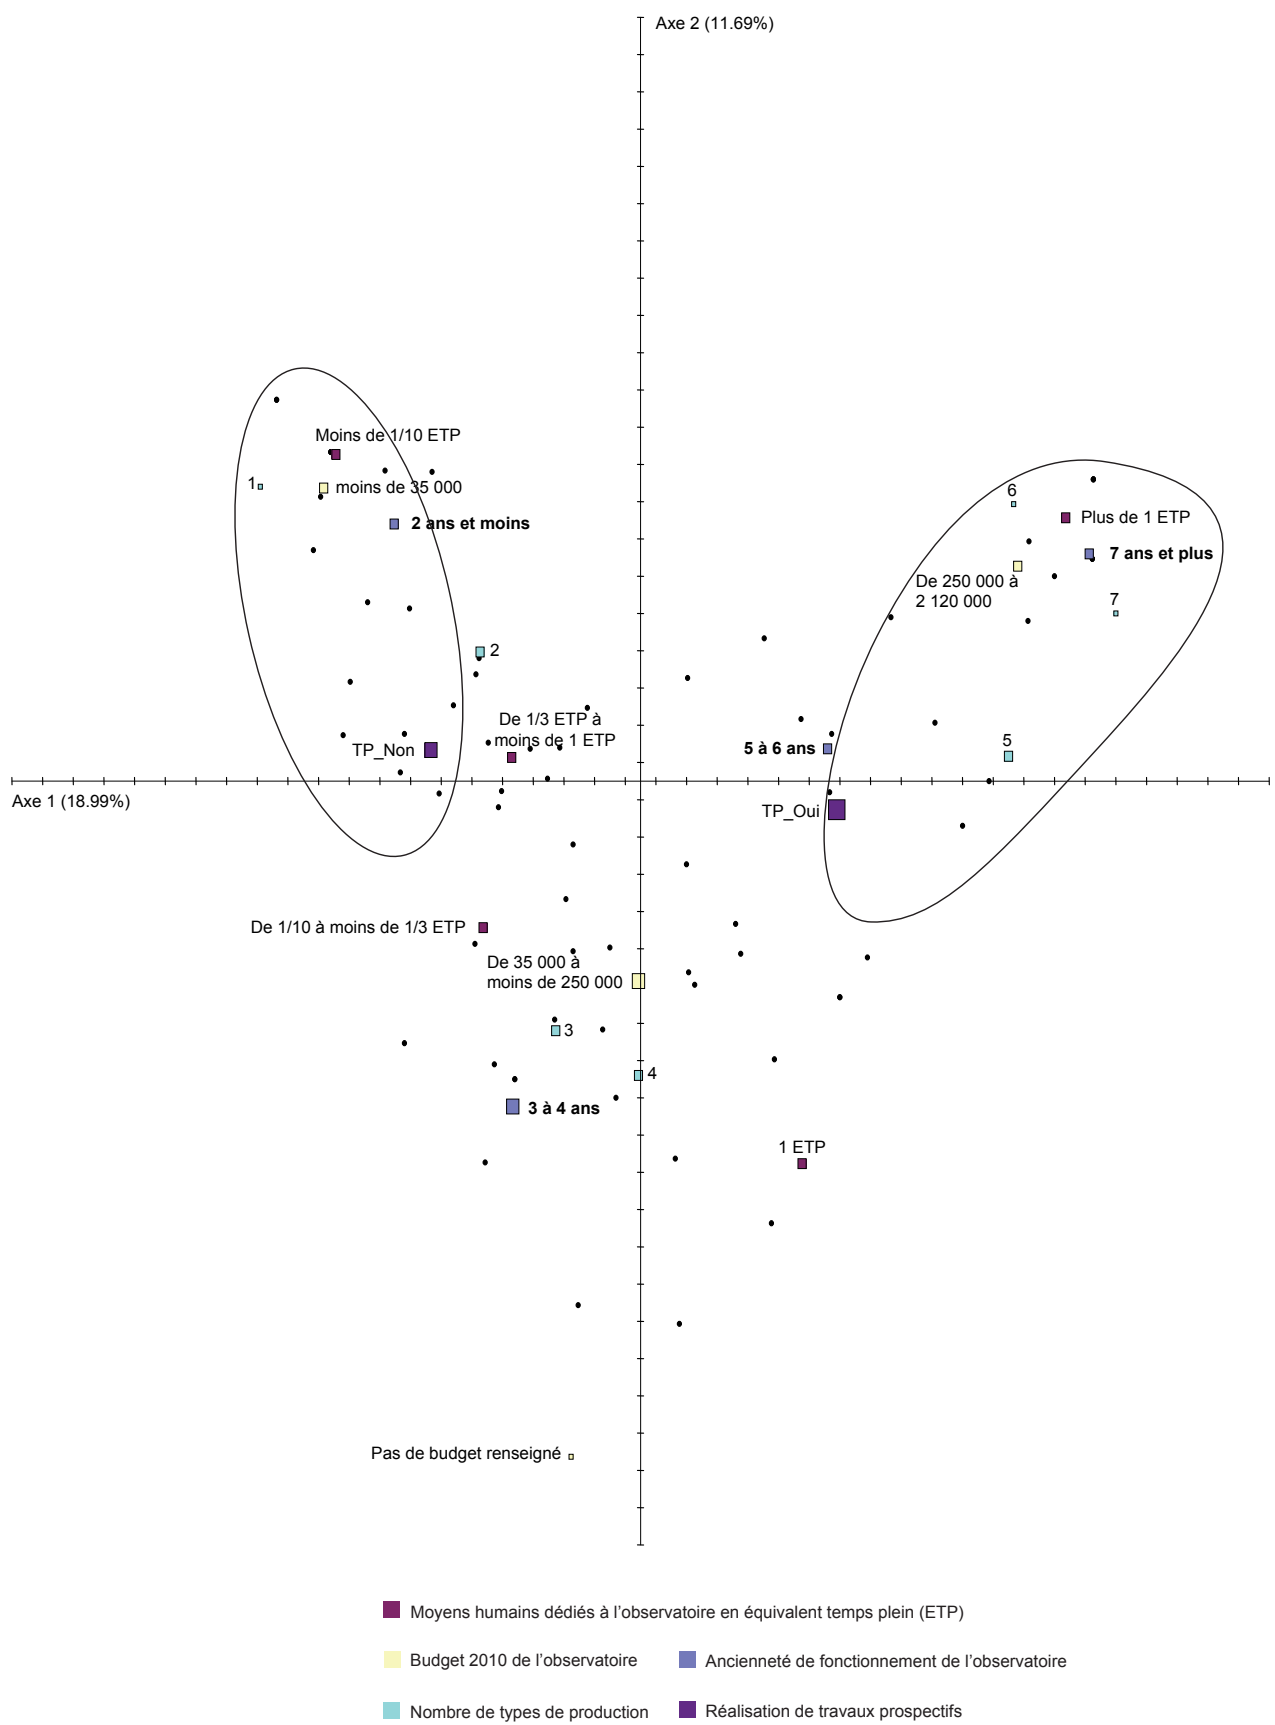 Axe 2 (11.69%)
Moins de 1/10 ETP
1
moins de 35 000
2 ans et moins
6
Plus de 1 ETP
7 ans et plus
De 250 000 à
2 120 000
7
2
De 1/3 ETP à
moins de 1 ETP
TP_Non
5 à 6 ans
5
Axe 1 (18.99%)
TP_Oui
De 1/10 à moins de 1/3 ETP
De 35 000 à
moins de 250 000
3
4
3 à 4 ans
1 ETP
Pas de budget renseigné
Moyens humains dédiés à l’observatoire en équivalent temps plein (ETP)
Budget 2010 de l’observatoire
Ancienneté de fonctionnement de l’observatoire
Nombre de types de production
Réalisation de travaux prospectifs